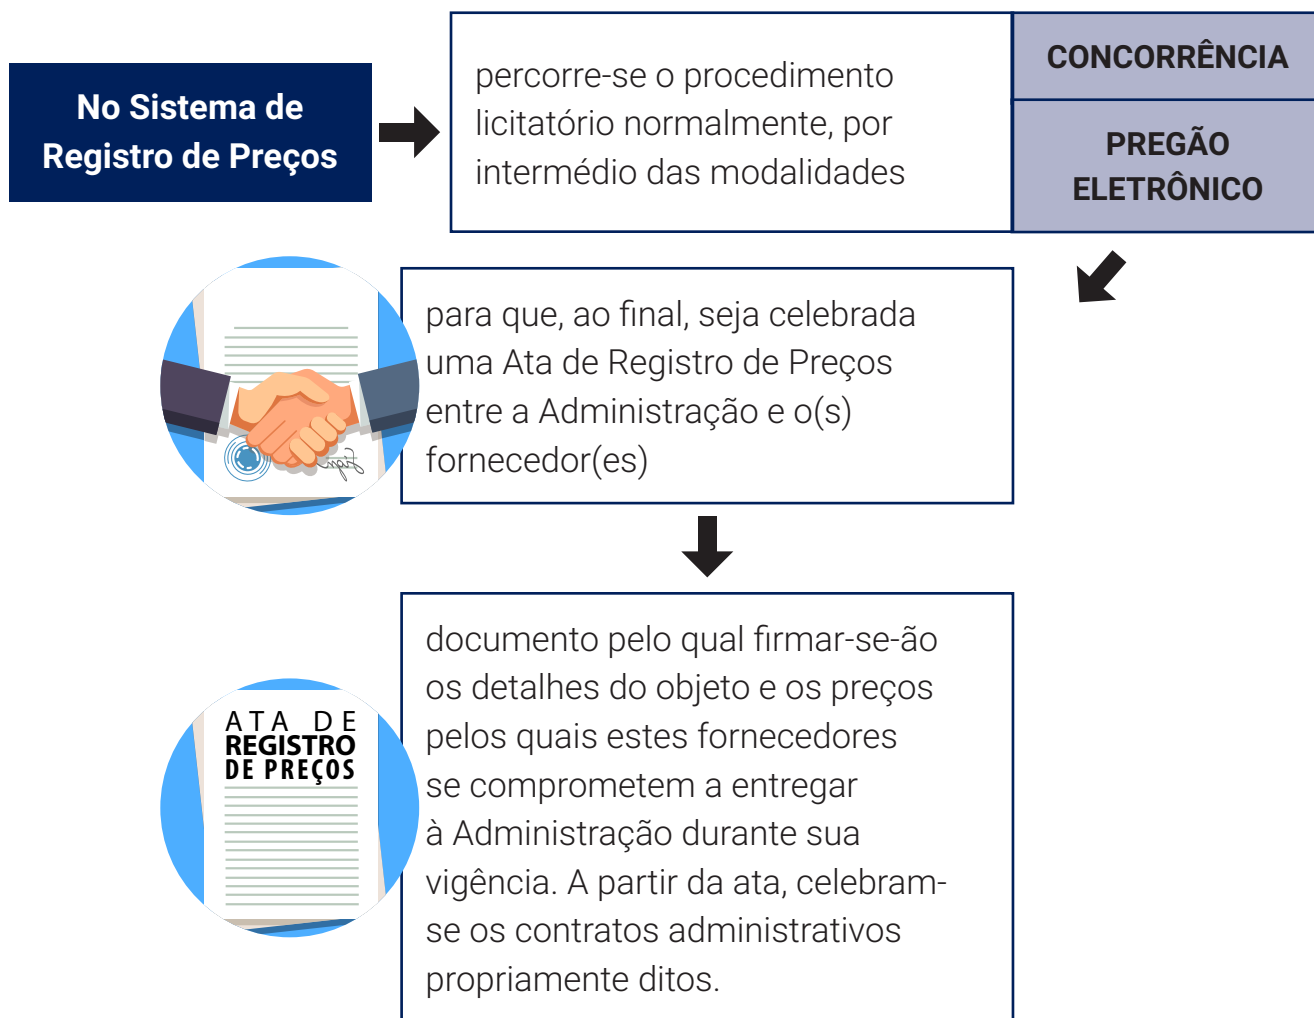 No Sistema de
Registro de Preços
percorre-se o procedimento
licitatório normalmente, por
intermédio das modalidades
CONCORRÊNCIA
PREGÃO
ELETRÔNICO
para que, ao final, seja celebrada
uma Ata de Registro de Preços
entre a Administração e o(s)
fornecedor(es)
ATA DE
REGISTRO
DE PREÇOS
documento pelo qual firmar-se-ão
os detalhes do objeto e os preços
pelos quais estes fornecedores
se comprometem a entregar
à Administração durante sua
vigência. A partir da ata, celebram-
se os contratos administrativos
propriamente ditos.